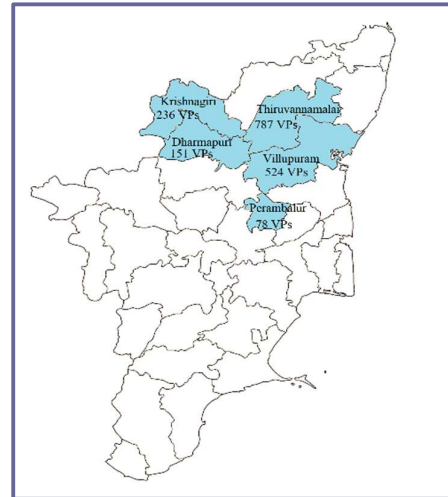 Krishnagiri
236 VPs
Thiruvannamalai
787 VPs
Dharmapuri
151 VPs
Villupuram
524 VPs
Perambalur
78 VPs